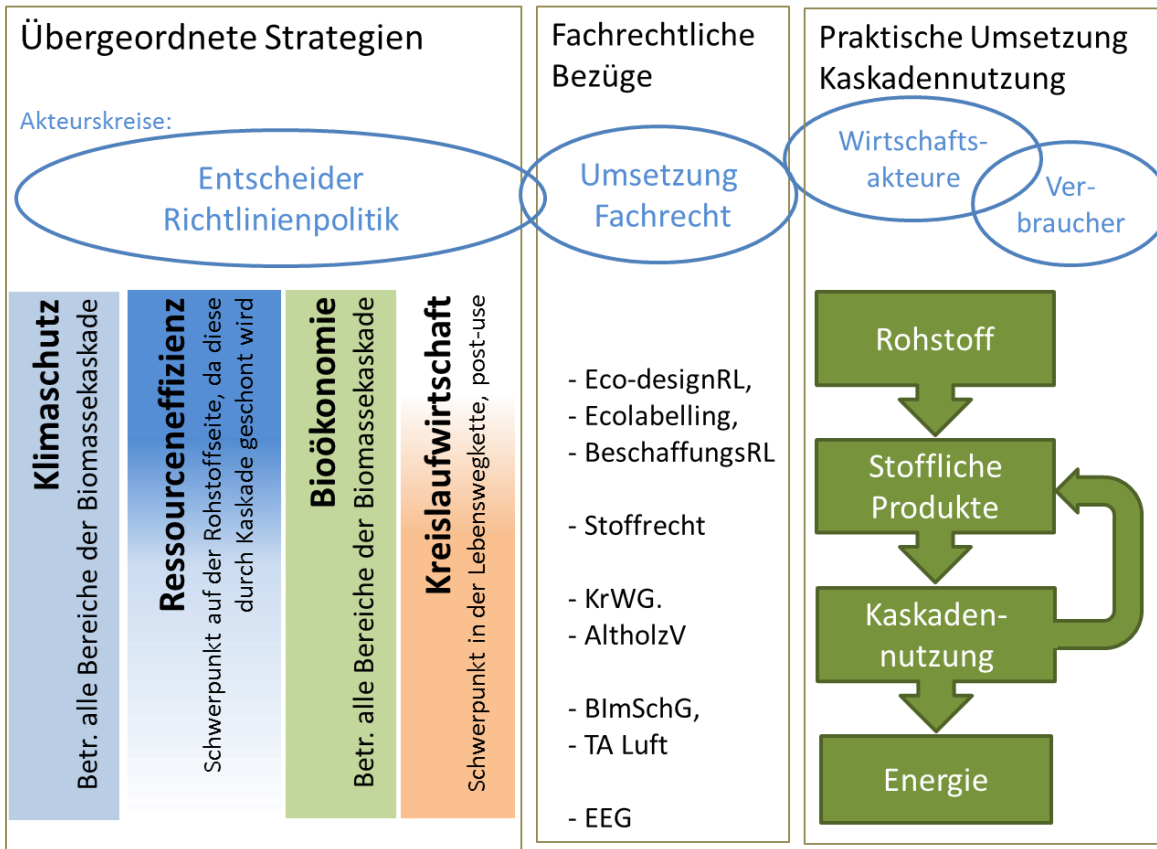 Übergeordnete Strategien
Akteurskreise:
Entscheider
Richtlinienpolitik
Klimaschutz
Betr. alle Bereiche der Biomassekaskade
Ressourceneffizienz
Schwerpunkt auf der Rohstoffseite, da diese
durch Kaskade geschont wird
Bioökonomie
Betr. alle Bereiche der Biomassekaskade
Kreislaufwirtschaft
Schwerpunkt in der Lebenswegkette, post-use
Fachrechtliche
Bezüge
Umsetzung
Fachrecht
- Eco-designRL,
- Ecolabelling,
- BeschaffungsRL
- Stoffrecht
- KrWG.
- AltholzV
- BImSchG,
- TA Luft
- EEG
Praktische Umsetzung
Kaskadennutzung
Wirtschafts-
akteure
Ver-
braucher
Rohstoff
Stoffliche
Produkte
Kaskaden-
nutzung
Energie